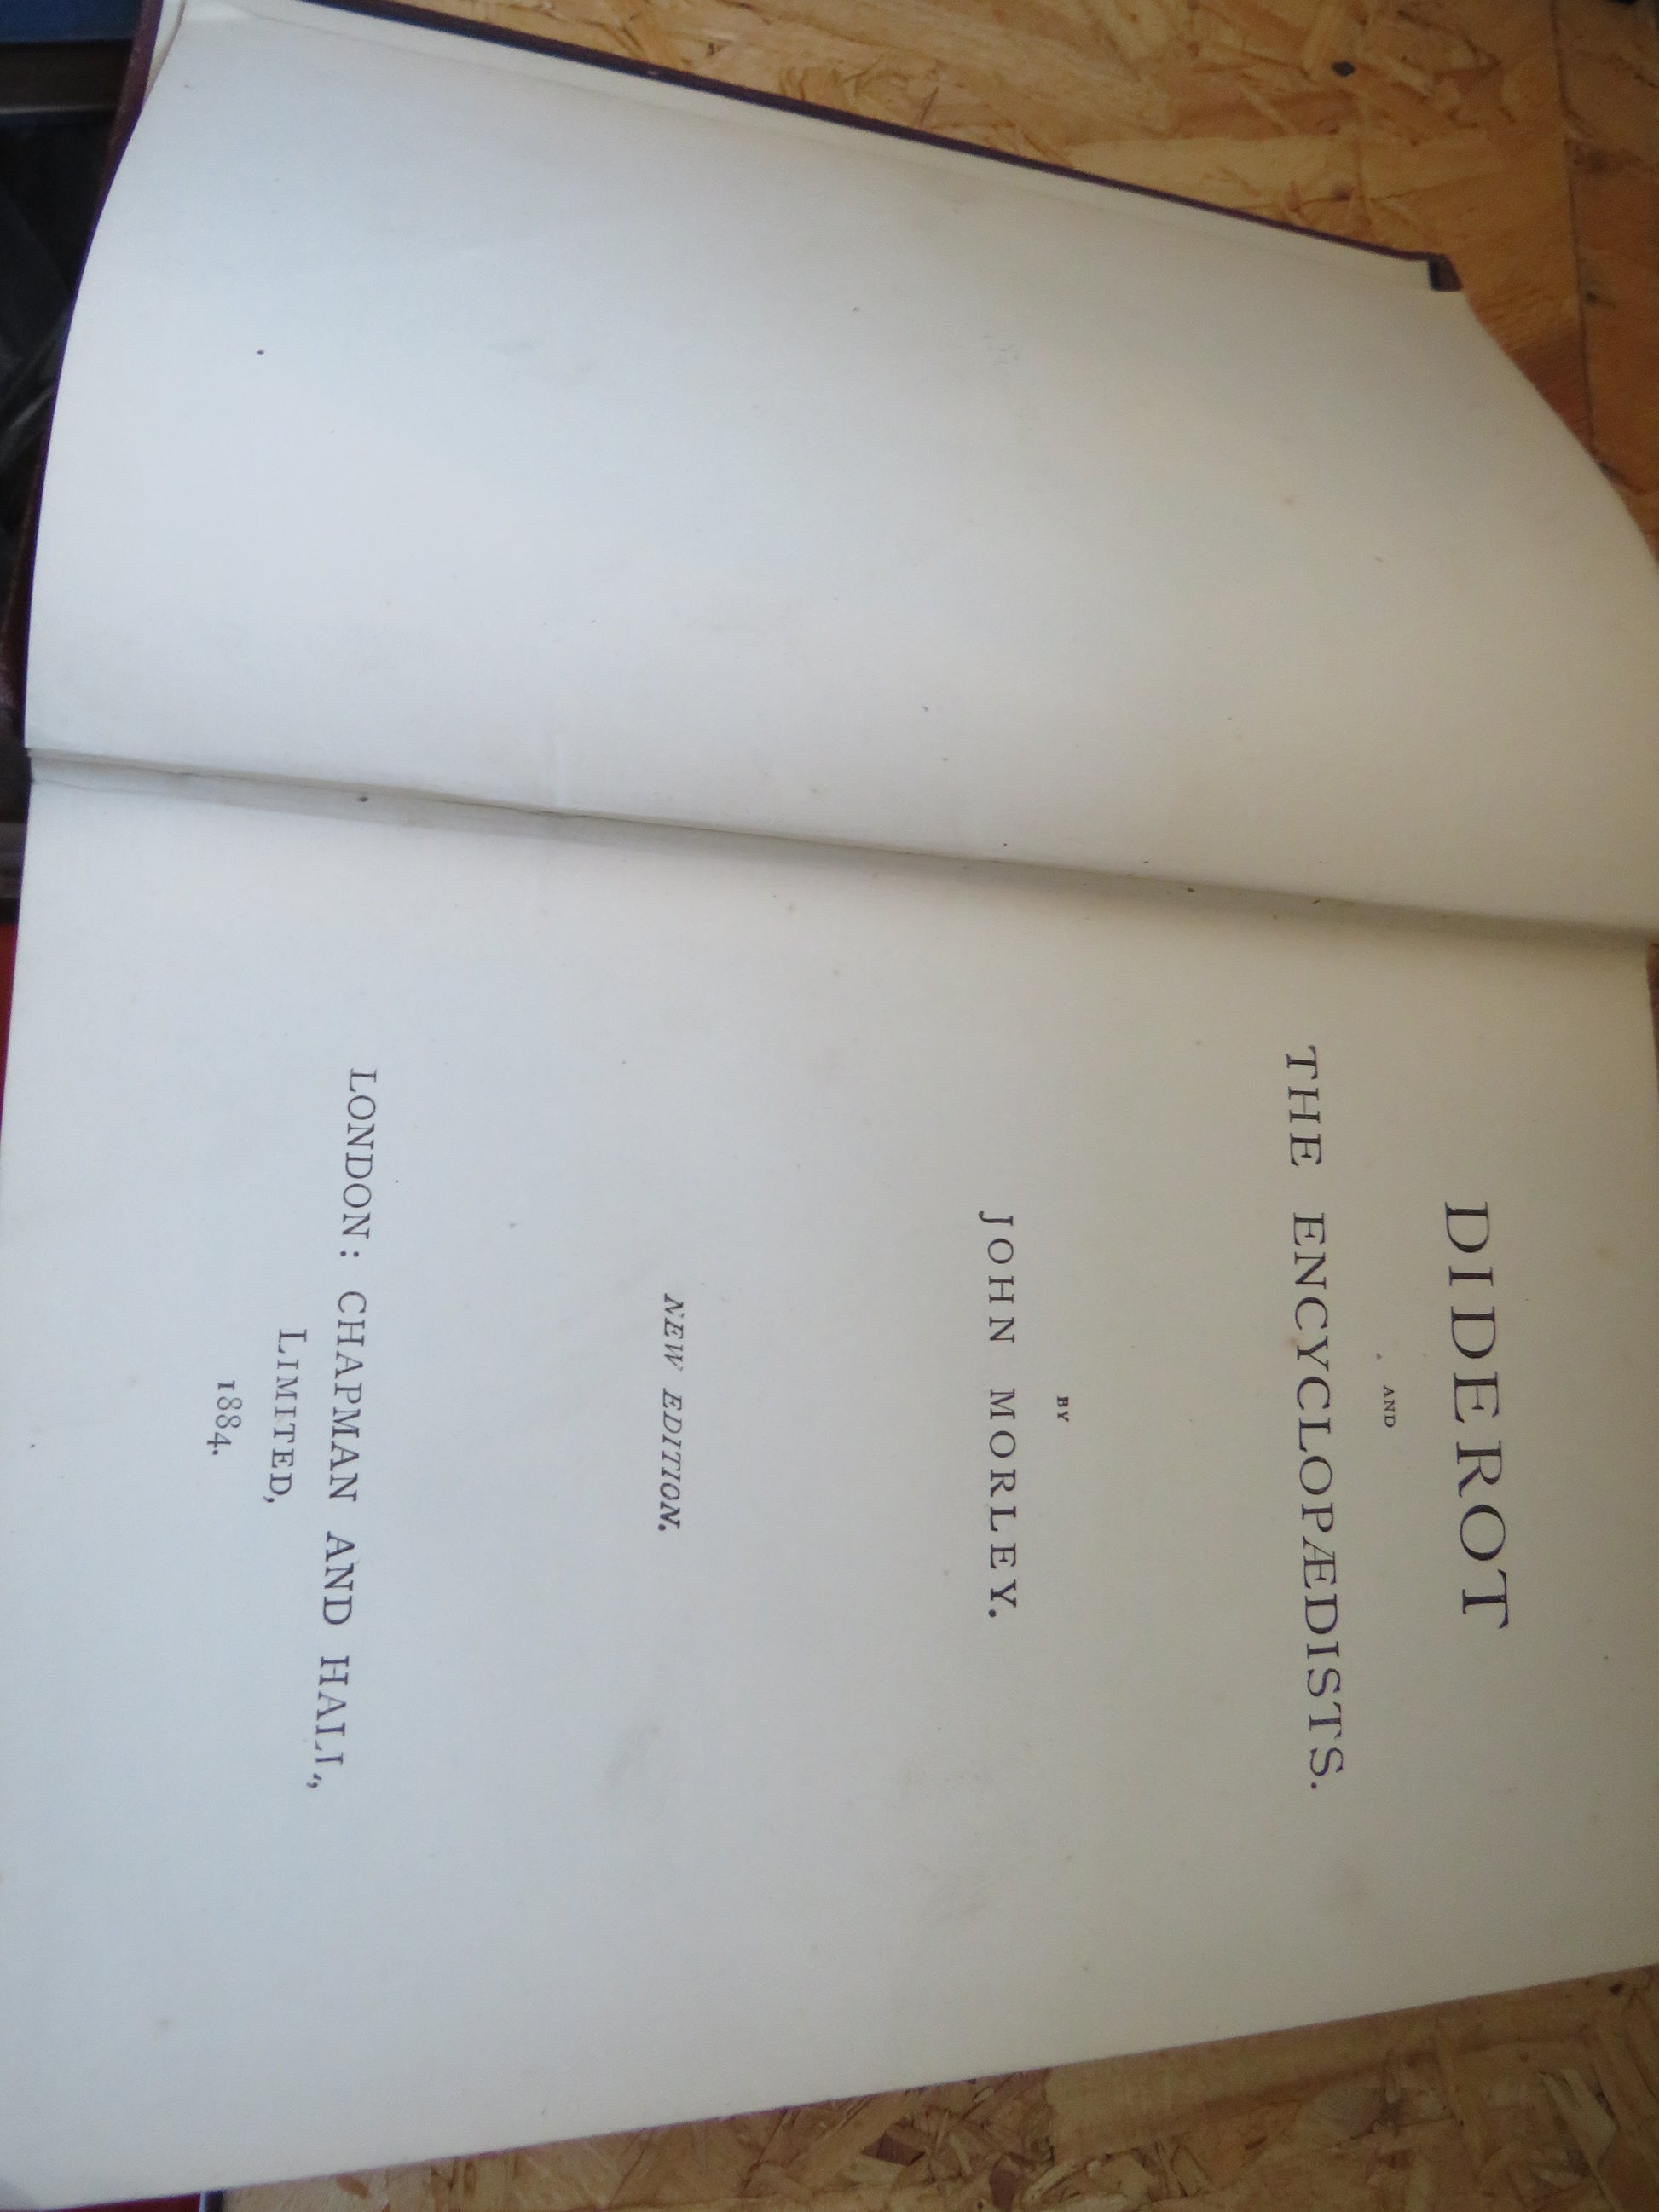 DIDEROT
AND
THE ENCYCLOPÆDISTS.
BY
JOHN MORLEY.
NEW EDITION.
LONDON: CHAPMAN AND HALL,
LIMITED,
1884.